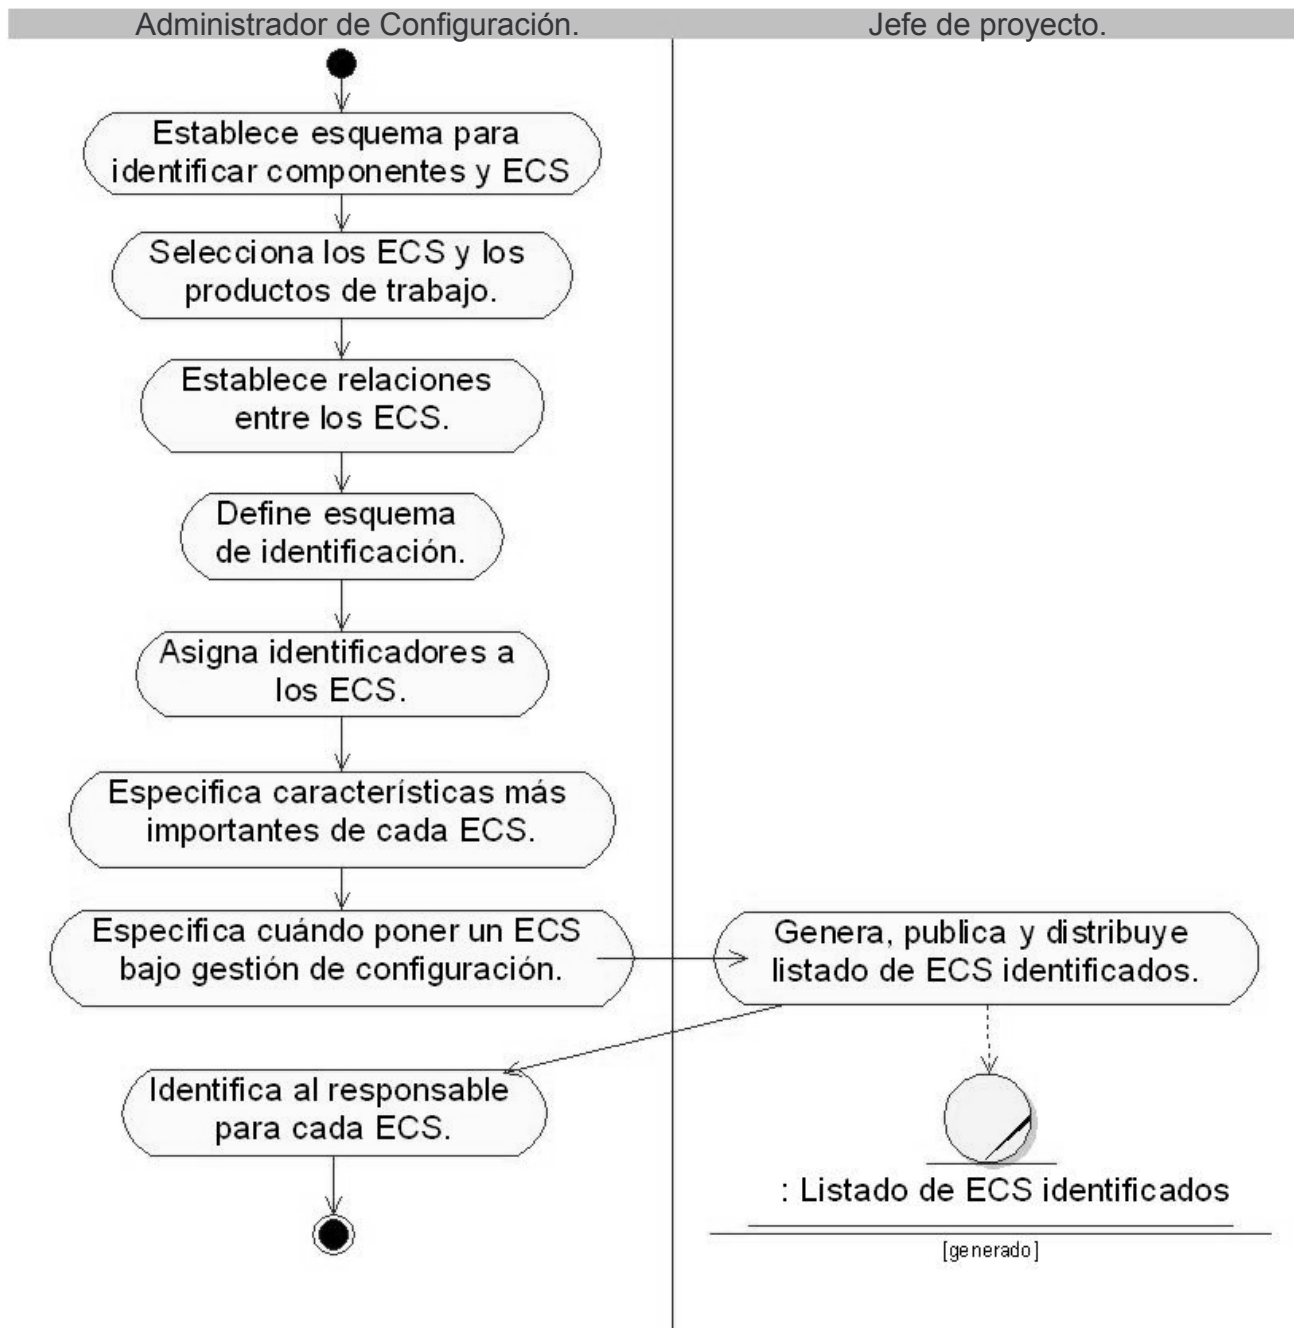 Administrador de Configuración.
Jefe de proyecto.
Establece esquema para
identificar componentes y ECS
Selecciona los ECS y los
productos de trabajo.
Establece relaciones
entre los ECS.
Define esquema
de identificación.
Asigna identificadores a
los ECS.
Especifica características más
importantes de cada ECS.
Especifica cuándo poner un ECS
bajo gestión de configuración.
Genera, publica y distribuye
listado de ECS identificados.
Identifica al responsable
para cada ECS.
: Listado de ECS identificados
[generado]